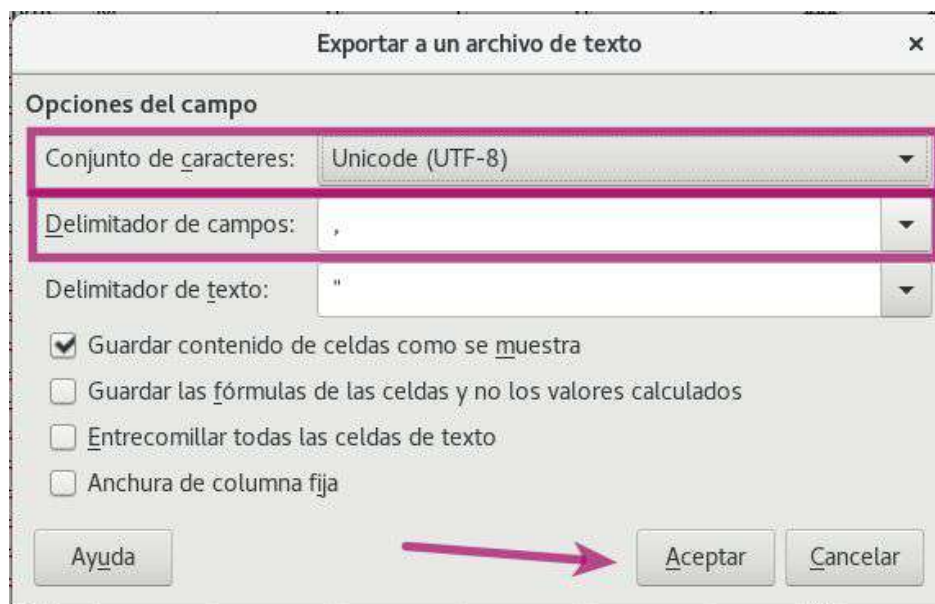 Exportar a un archivo de texto
Opciones del campo
Conjunto de caracteres: Unicode (UTF-8)
Delimitador de campos: ,
Delimitador de texto: "
Guardar contenido de celdas como se muestra
Guardar las fórmulas de las celdas y no los valores calculados
Entrecomillar todas las celdas de texto
Anchura de columna fija
Ayuda Aceptar Cancelar